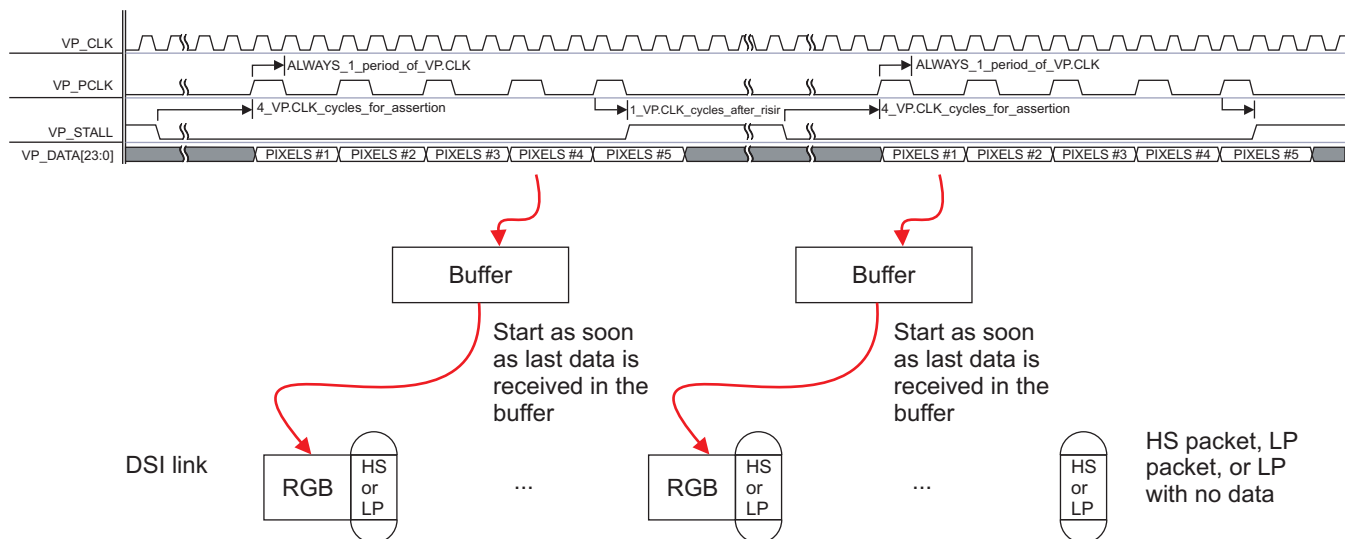 VP_CLK
ALWAYS_1_period_of_VP.CLK
ALWAYS_1_period_of_VP.CLK
VP_PCLK
4_VP.CLK_cycles_for_assertion
1_VP.CLK_cycles_after_risir
4_VP.CLK_cycles_for_assertion
VP_STALL
VP_DATA[23:0]
PIXELS #1
PIXELS #2
PIXELS #3
PIXELS #4
PIXELS #5
PIXELS #1
PIXELS #2
PIXELS #3
PIXELS #4
PIXELS #5
Buffer
Buffer
Start as soon
as last data is
received in the
buffer
Start as soon
as last data is
received in the
buffer
DSI link
RGB
HS
or
LP
...
RGB
HS
or
LP
...
HS
or
LP
HS packet, LP
packet, or LP
with no data